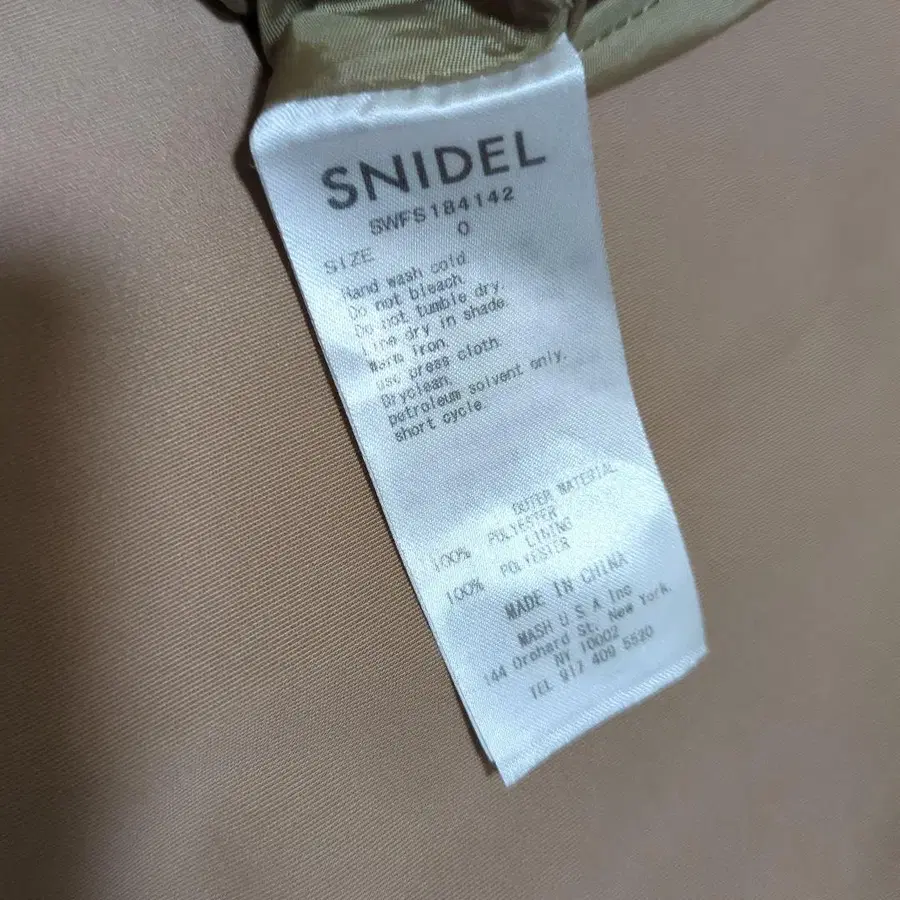 SNIDEL
SWFS184142
SIZE 0
Hand wash cold
Do not bleach.
Do not tumble dry.
Line dry in shade.
Warm iron.
use press cloth
Dryclean.
petroleum solvent only.
short cycle
OUTER MATERIAL
100% POLYESTER
LINING
100% POLYESTER
MADE IN CHINA
MASH U S A Inc
144 Orchard St. New York.
NY 10002
TEL 917 409 5520